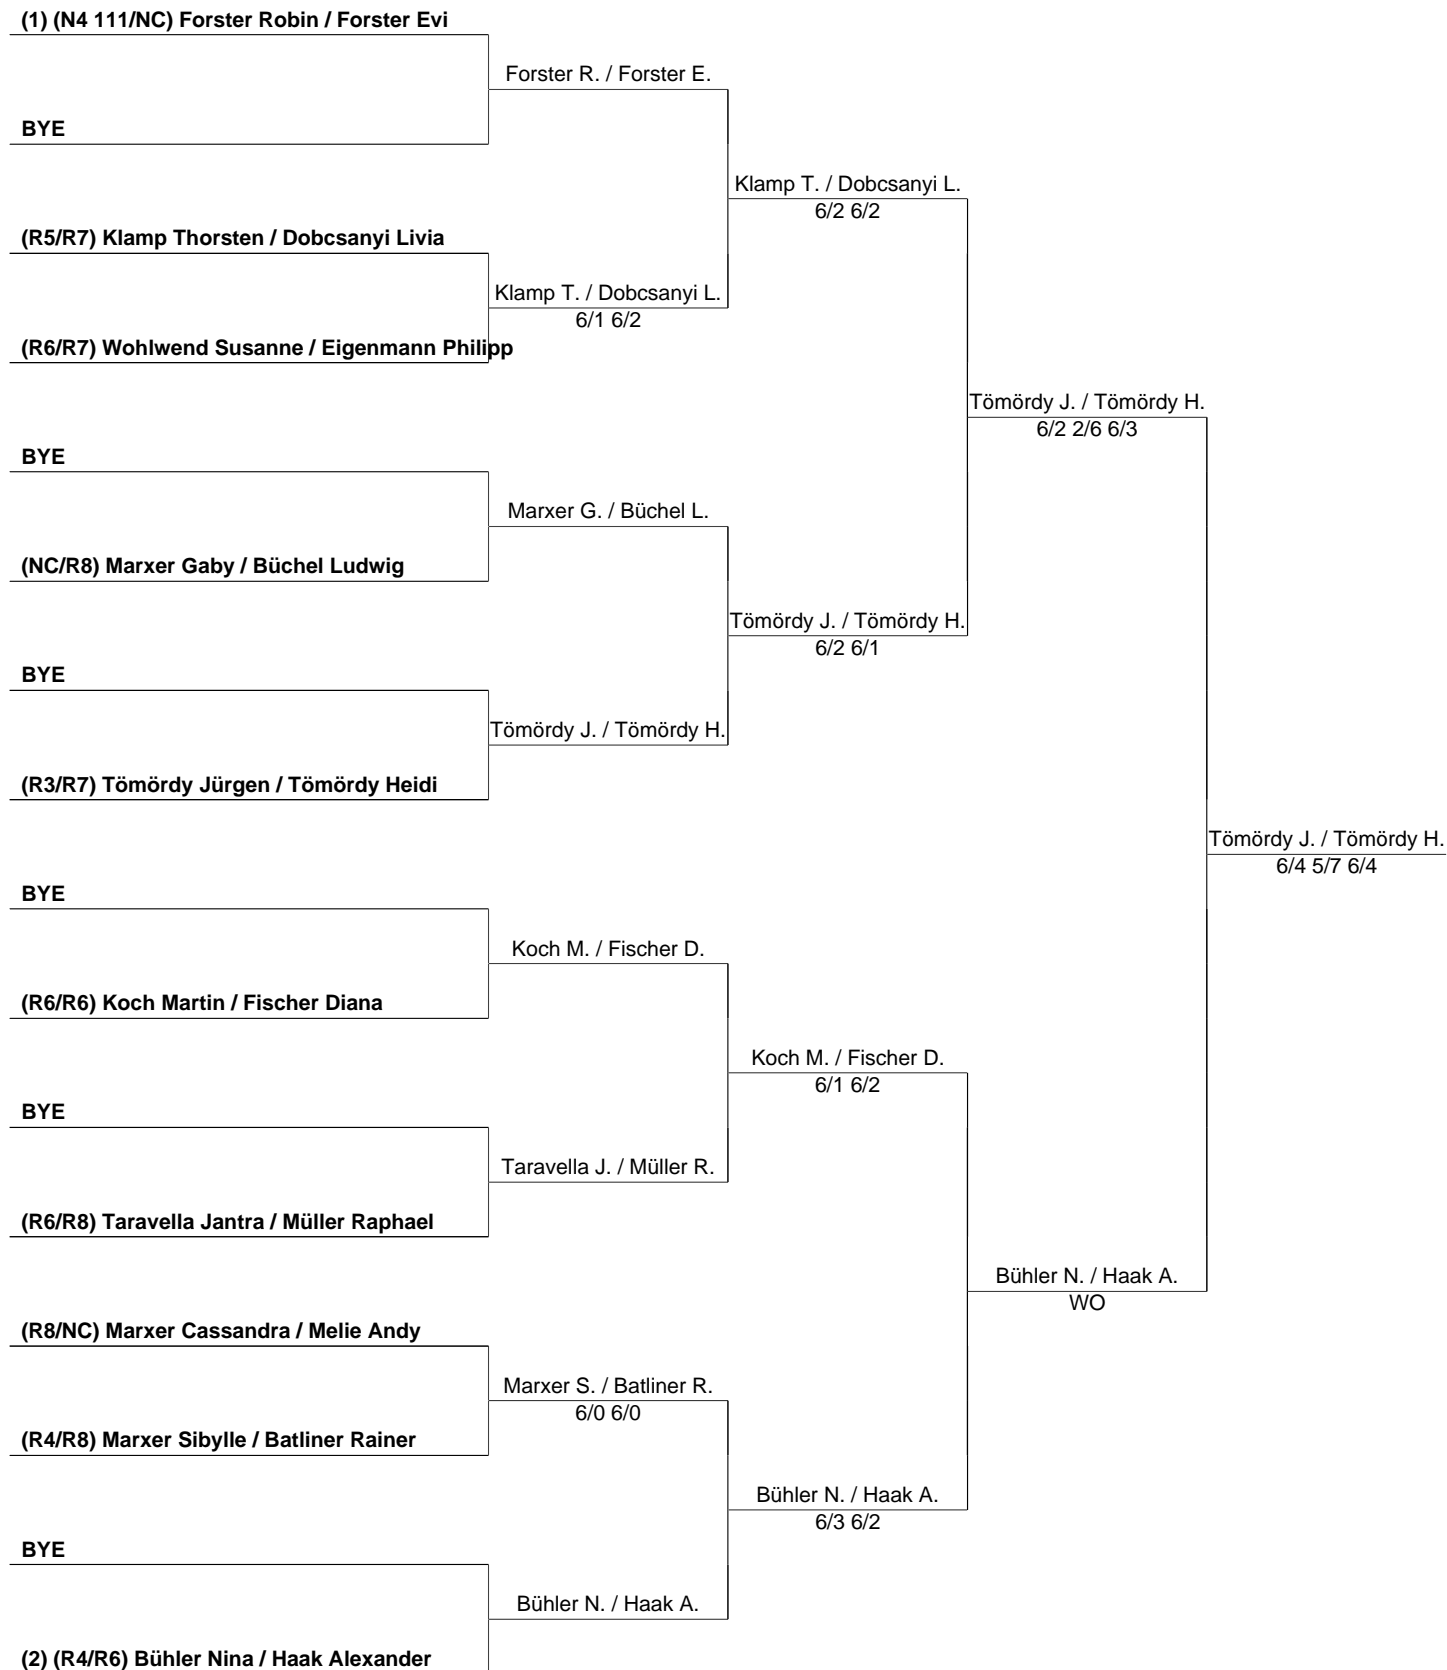 (1) (N4 111/NC) Forster Robin / Forster Evi
Forster R. / Forster E.
BYE
Klamp T. / Dobcsanyi L.
6/2 6/2
(R5/R7) Klamp Thorsten / Dobcsanyi Livia
Klamp T. / Dobcsanyi L.
6/1 6/2
(R6/R7) Wohlwend Susanne / Eigenmann Philipp
Tömördy J. / Tömördy H.
6/2 2/6 6/3
BYE
Marxer G. / Büchel L.
(NC/R8) Marxer Gaby / Büchel Ludwig
Tömördy J. / Tömördy H.
6/2 6/1
BYE
Tömördy J. / Tömördy H.
(R3/R7) Tömördy Jürgen / Tömördy Heidi
Tömördy J. / Tömördy H.
6/4 5/7 6/4
BYE
Koch M. / Fischer D.
(R6/R6) Koch Martin / Fischer Diana
Koch M. / Fischer D.
6/1 6/2
BYE
Taravella J. / Müller R.
(R6/R8) Taravella Jantra / Müller Raphael
Bühler N. / Haak A.
WO
(R8/NC) Marxer Cassandra / Melie Andy
Marxer S. / Batliner R.
6/0 6/0
(R4/R8) Marxer Sibylle / Batliner Rainer
Bühler N. / Haak A.
6/3 6/2
BYE
Bühler N. / Haak A.
(2) (R4/R6) Bühler Nina / Haak Alexander